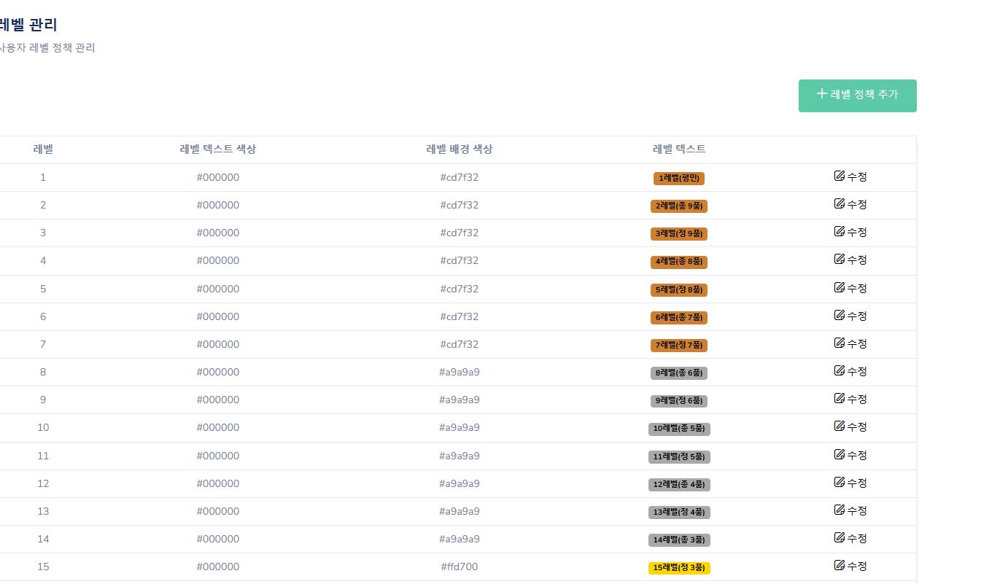 레벨 관리
사용자 레벨 정책 관리
레벨 정책 추가
레벨 레벨 텍스트 색상 레벨 배경 색상 레벨 텍스트
1 #000000 #cd7f32 1레벨(평민) 수정
2 #000000 #cd7f32 2레벨(종 9품) 수정
3 #000000 #cd7f32 3레벨(정 9품) 수정
4 #000000 #cd7f32 4레벨(종 8품) 수정
5 #000000 #cd7f32 5레벨(정 8품) 수정
6 #000000 #cd7f32 6레벨(종 7품) 수정
7 #000000 #cd7f32 7레벨(정 7품) 수정
8 #000000 #a9a9a9 8레벨(종 6품) 수정
9 #000000 #a9a9a9 9레벨(정 6품) 수정
10 #000000 #a9a9a9 10레벨(종 5품) 수정
11 #000000 #a9a9a9 11레벨(정 5품) 수정
12 #000000 #a9a9a9 12레벨(종 4품) 수정
13 #000000 #a9a9a9 13레벨(정 4품) 수정
14 #000000 #a9a9a9 14레벨(종 3품) 수정
15 #000000 #ffd700 15레벨(정 3품) 수정